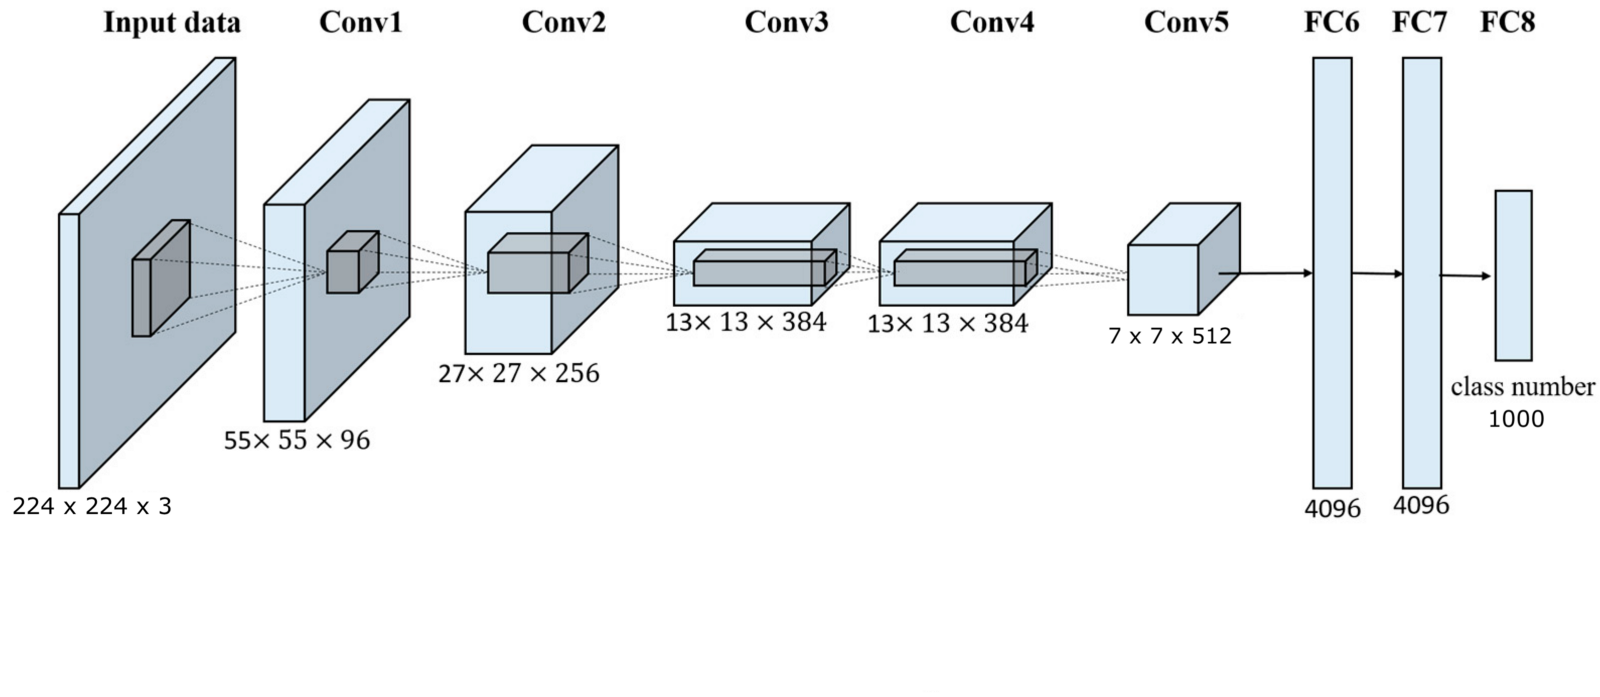 Input data
Conv1
Conv2
Conv3
Conv4
Conv5
FC6
FC7
FC8
224 x 224 x 3
55× 55 × 96
27× 27 × 256
13× 13 × 384
13× 13 × 384
7 x 7 x 512
4096
4096
class number
1000